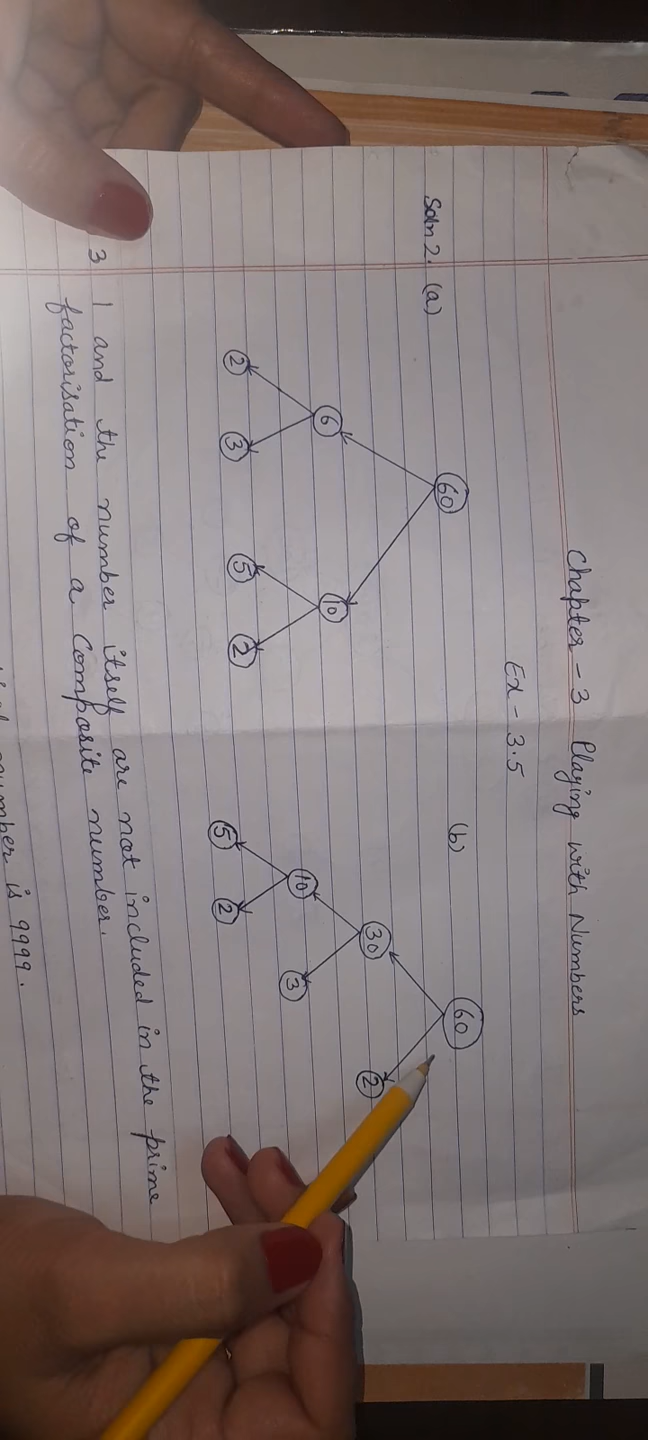 Chapter - 3 Playing with Numbers
Ex - 3.5
Soln 2. (a) (b)
60 60
6 10 30 2
2 3 5 2 10 3
5 2
3 1 and the number itself are not included in the prime
factorisation of a composite number.
number is 9999.